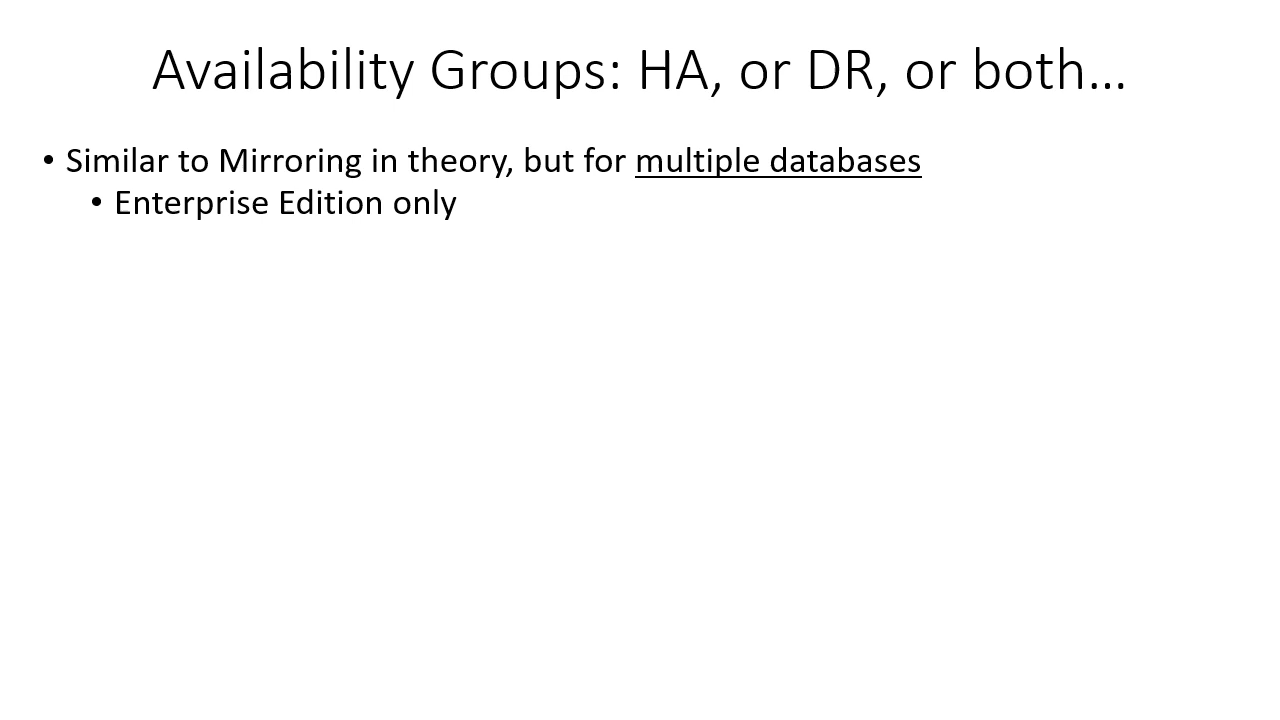 Availability Groups: HA, or DR, or both...
• Similar to Mirroring in theory, but for multiple databases
• Enterprise Edition only